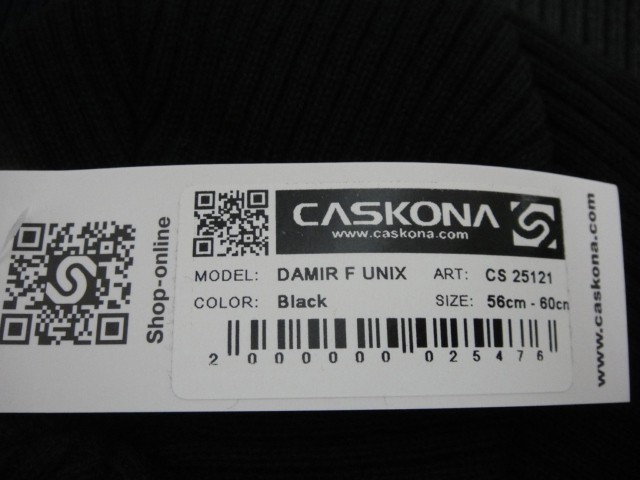 Shop-online
CASKONA
www.caskona.com
MODEL: DAMIR F UNIX ART: CS 25121
COLOR: Black SIZE: 56cm - 60cm
2 000000 025476
www.caskona.com